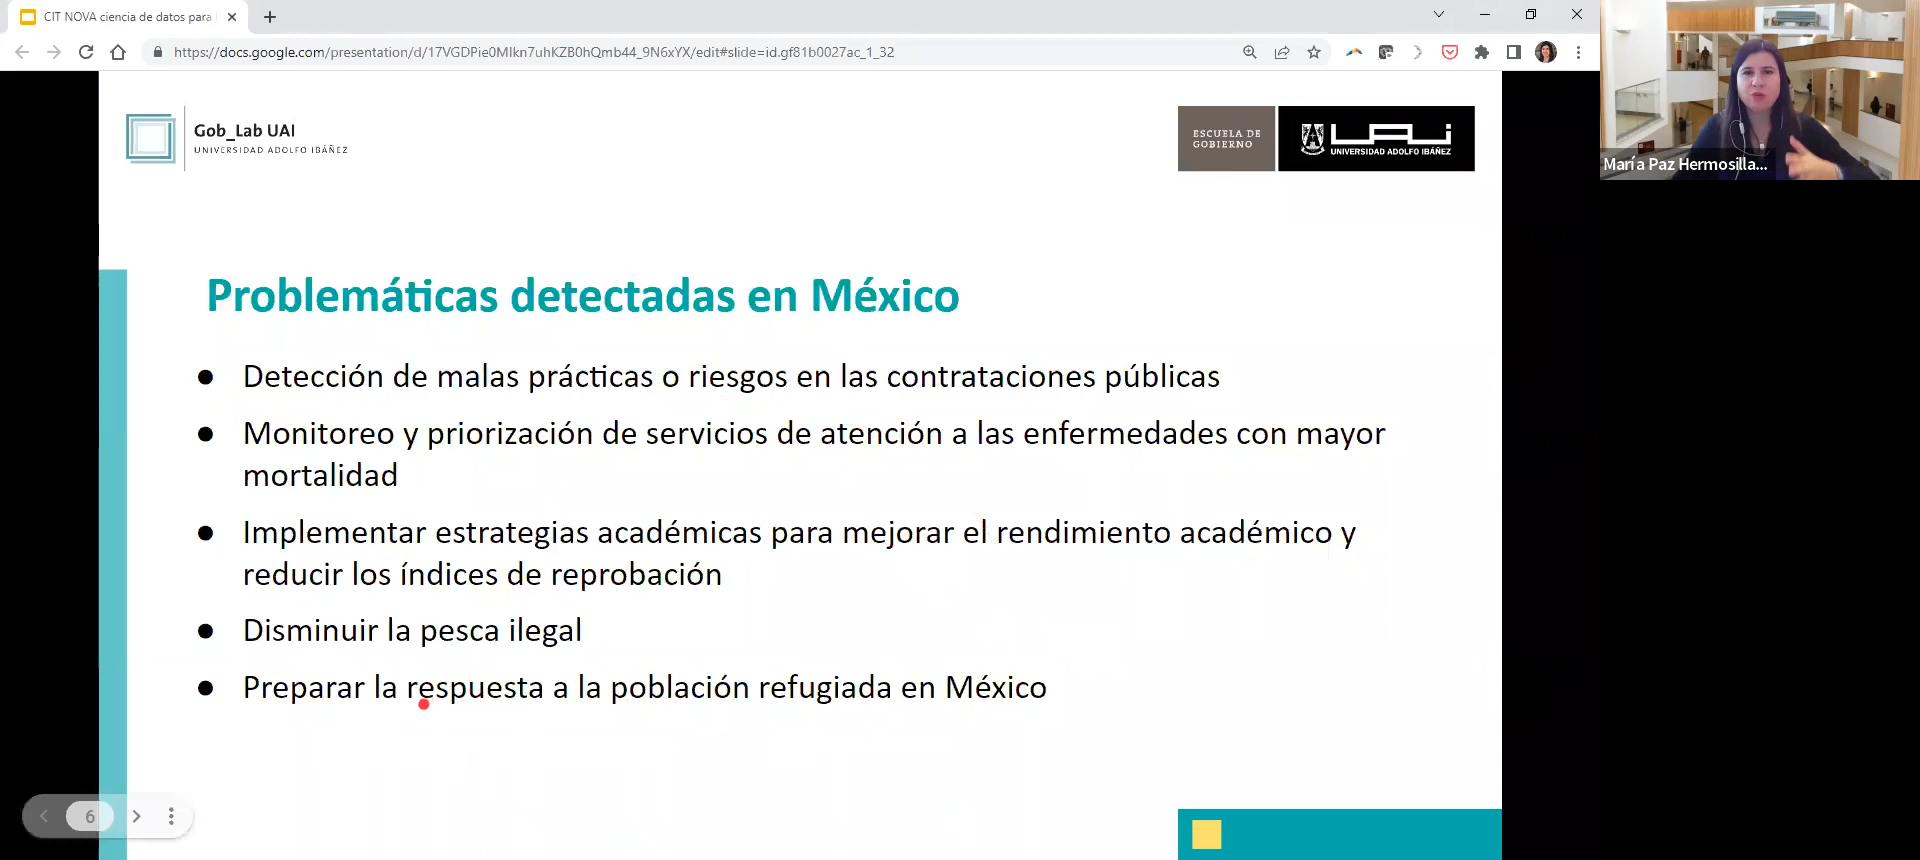 CIT NOVA ciencia de datos para
https://docs.google.com/presentation/d/17VGDPie0Mlkn7uhKZB0hQmb44_9N6xYX/edit#slide=id.gf81b0027ac_1_32
Gob_Lab UAI
UNIVERSIDAD ADOLFO IBÁÑEZ
ESCUELA DE
GOBIERNO
UAI
UNIVERSIDAD ADOLFO IBÁÑEZ
María Paz Hermosilla...
Problemáticas detectadas en México
● Detección de malas prácticas o riesgos en las contrataciones públicas
● Monitoreo y priorización de servicios de atención a las enfermedades con mayor
mortalidad
● Implementar estrategias académicas para mejorar el rendimiento académico y
reducir los índices de reprobación
● Disminuir la pesca ilegal
● Preparar la respuesta a la población refugiada en México
6